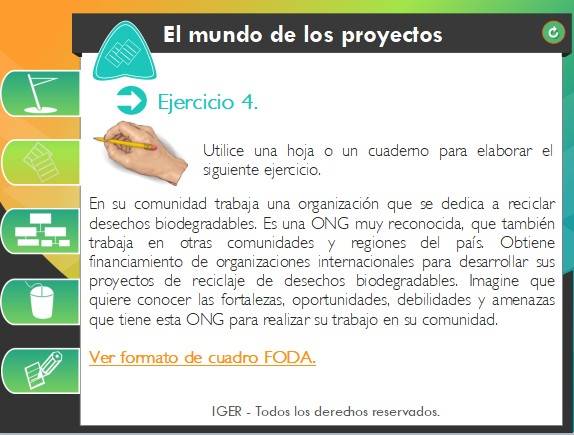 El mundo de los proyectos
Ejercicio 4.
Utilice una hoja o un cuaderno para elaborar el
siguiente ejercicio.
En su comunidad trabaja una organización que se dedica a reciclar
desechos biodegradables. Es una ONG muy reconocida, que también
trabaja en otras comunidades y regiones del país. Obtiene
financiamiento de organizaciones internacionales para desarrollar sus
proyectos de reciclaje de desechos biodegradables. Imagine que
quiere conocer las fortalezas, oportunidades, debilidades y amenazas
que tiene esta ONG para realizar su trabajo en su comunidad.
Ver formato de cuadro FODA.
IGER - Todos los derechos reservados.